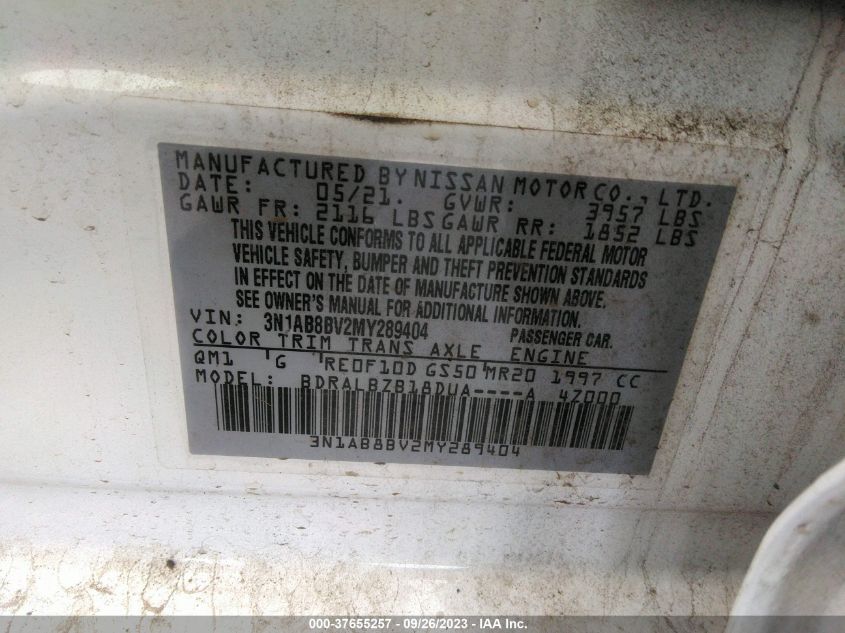 MANUFACTURED BY NISSAN MOTOR CO., LTD.
DATE: 05/21. GVWR: 3957 LBS
GAWR FR: 2116 LBS GAWR RR: 1852 LBS
THIS VEHICLE CONFORMS TO ALL APPLICABLE FEDERAL MOTOR
VEHICLE SAFETY, BUMPER AND THEFT PREVENTION STANDARDS
IN EFFECT ON THE DATE OF MANUFACTURE SHOWN ABOVE.
SEE OWNER'S MANUAL FOR ADDITIONAL INFORMATION.
VIN: 3N1AB8BV2MY289404 PASSENGER CAR.
COLOR TRIM TRANS AXLE ENGINE
QM1 G RE0F10D GS50 MR20 1997 CC
MODEL: BDRALBZB18DUA----A 4Z000
3N1AB8BV2MY289404
000-37655257 - 09/26/2023 - © IAA Inc.